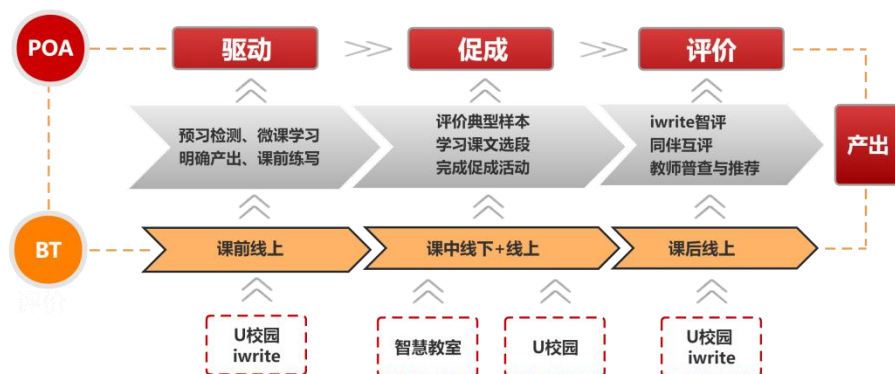 POA
驱动
促成
评价
预习检测、微课学习
明确产出、课前练写
评价典型样本
学习课文选段
完成促成活动
iwrite智评
同伴互评
教师普查与推荐
产出
BT
课前线上
课中线下+线上
课后线上
U校园
iwrite
智慧教室
U校园
U校园
iwrite